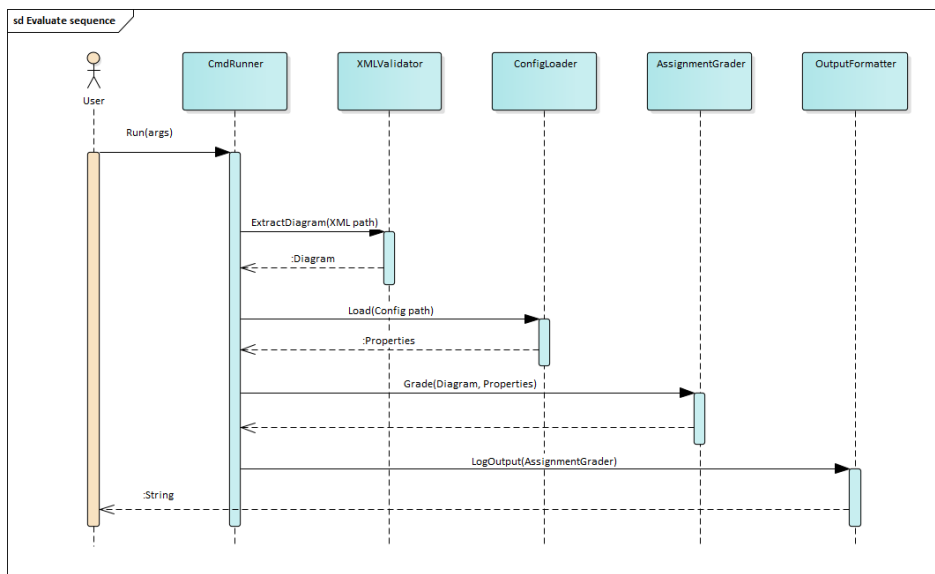 sd Evaluate sequence
CmdRunner
XMLValidator
ConfigLoader
AssignmentGrader
OutputFormatter
User
Run(args)
ExtractDiagram(XML path)
:Diagram
Load(Config path)
:Properties
Grade(Diagram, Properties)
LogOutput(AssignmentGrader)
:String